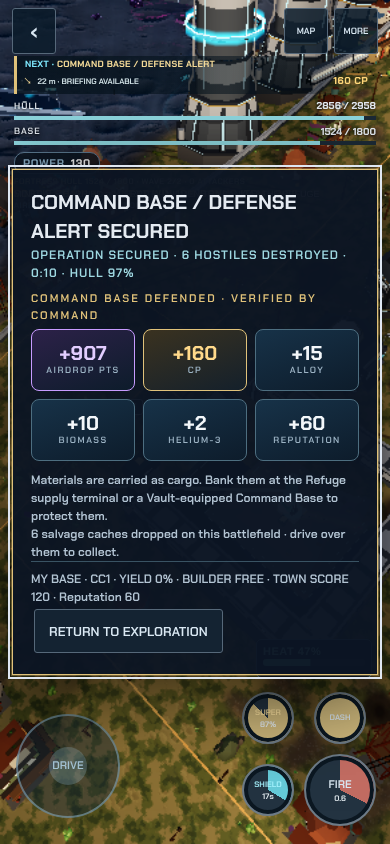 ‹
MAP
MORE
NEXT · COMMAND BASE / DEFENSE ALERT
↘ 22 m · BRIEFING AVAILABLE
160 CP
HULL
2856 / 2958
BASE
1524 / 1800
POWER 130
COMMAND BASE / DEFENSE
ALERT SECURED
OPERATION SECURED · 6 HOSTILES DESTROYED ·
0:10 · HULL 97%
COMMAND BASE DEFENDED · VERIFIED BY
COMMAND
+907
AIRDROP PTS
+160
CP
+15
ALLOY
+10
BIOMASS
+2
HELIUM-3
+60
REPUTATION
Materials are carried as cargo. Bank them at the Refuge
supply terminal or a Vault-equipped Command Base to
protect them.
6 salvage caches dropped on this battlefield · drive over
them to collect.
MY BASE · CC1 · YIELD 0% · BUILDER FREE · TOWN SCORE
120 · Reputation 60
RETURN TO EXPLORATION
DRIVE
SUPER
67%
DASH
SHIELD
17s
FIRE
0.6